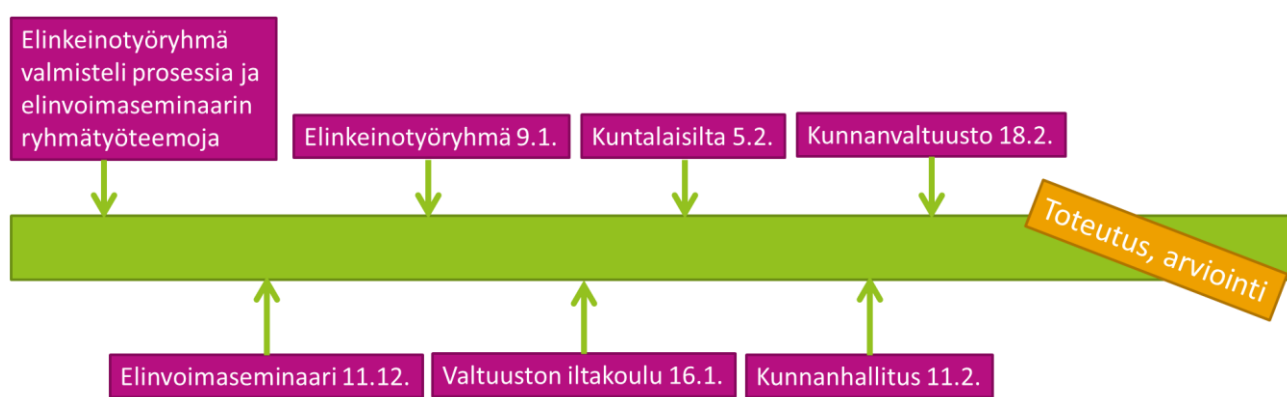 Elinkeinotyöryhmä
valmisteli prosessia ja
elinvoimaseminaarin
ryhmätyöteemoja
Elinkeinotyöryhmä 9.1.
Kuntalaisilta 5.2.
Kunnanvaltuusto 18.2.
Toteutus, arviointi
Elinvoimaseminaari 11.12.
Valtuuston iltakoulu 16.1.
Kunnanhallitus 11.2.